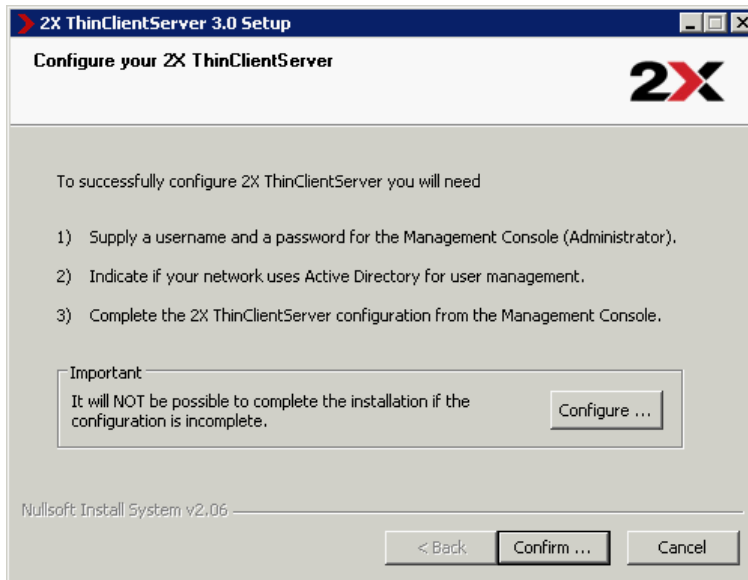 2X ThinClientServer 3.0 Setup
Configure your 2X ThinClientServer
2X
To successfully configure 2X ThinClientServer you will need
1) Supply a username and a password for the Management Console (Administrator).
2) Indicate if your network uses Active Directory for user management.
3) Complete the 2X ThinClientServer configuration from the Management Console.
Important
It will NOT be possible to complete the installation if the
configuration is incomplete.
Configure ...
Nullsoft Install System v2.06
< Back Confirm ... Cancel